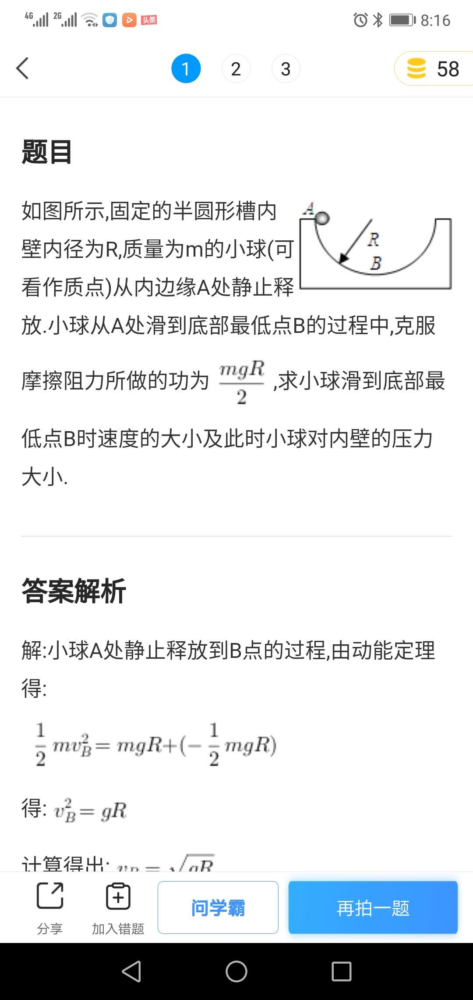 4G 2G 头条 8:16
1 2 3 58
题目
如图所示,固定的半圆形槽内
壁内径为R,质量为m的小球(可
看作质点)从内边缘A处静止释
放.小球从A处滑到底部最低点B的过程中,克服
摩擦阻力所做的功为 mgR/2 ,求小球滑到底部最
低点B时速度的大小及此时小球对内壁的压力
大小.
A
R
B
答案解析
解:小球A处静止释放到B点的过程,由动能定理
得:
1/2 mv_B^2 = mgR+(− 1/2 mgR)
得: v_B^2 = gR
计算得出: v_B = √gR
分享 加入错题 问学霸 再拍一题